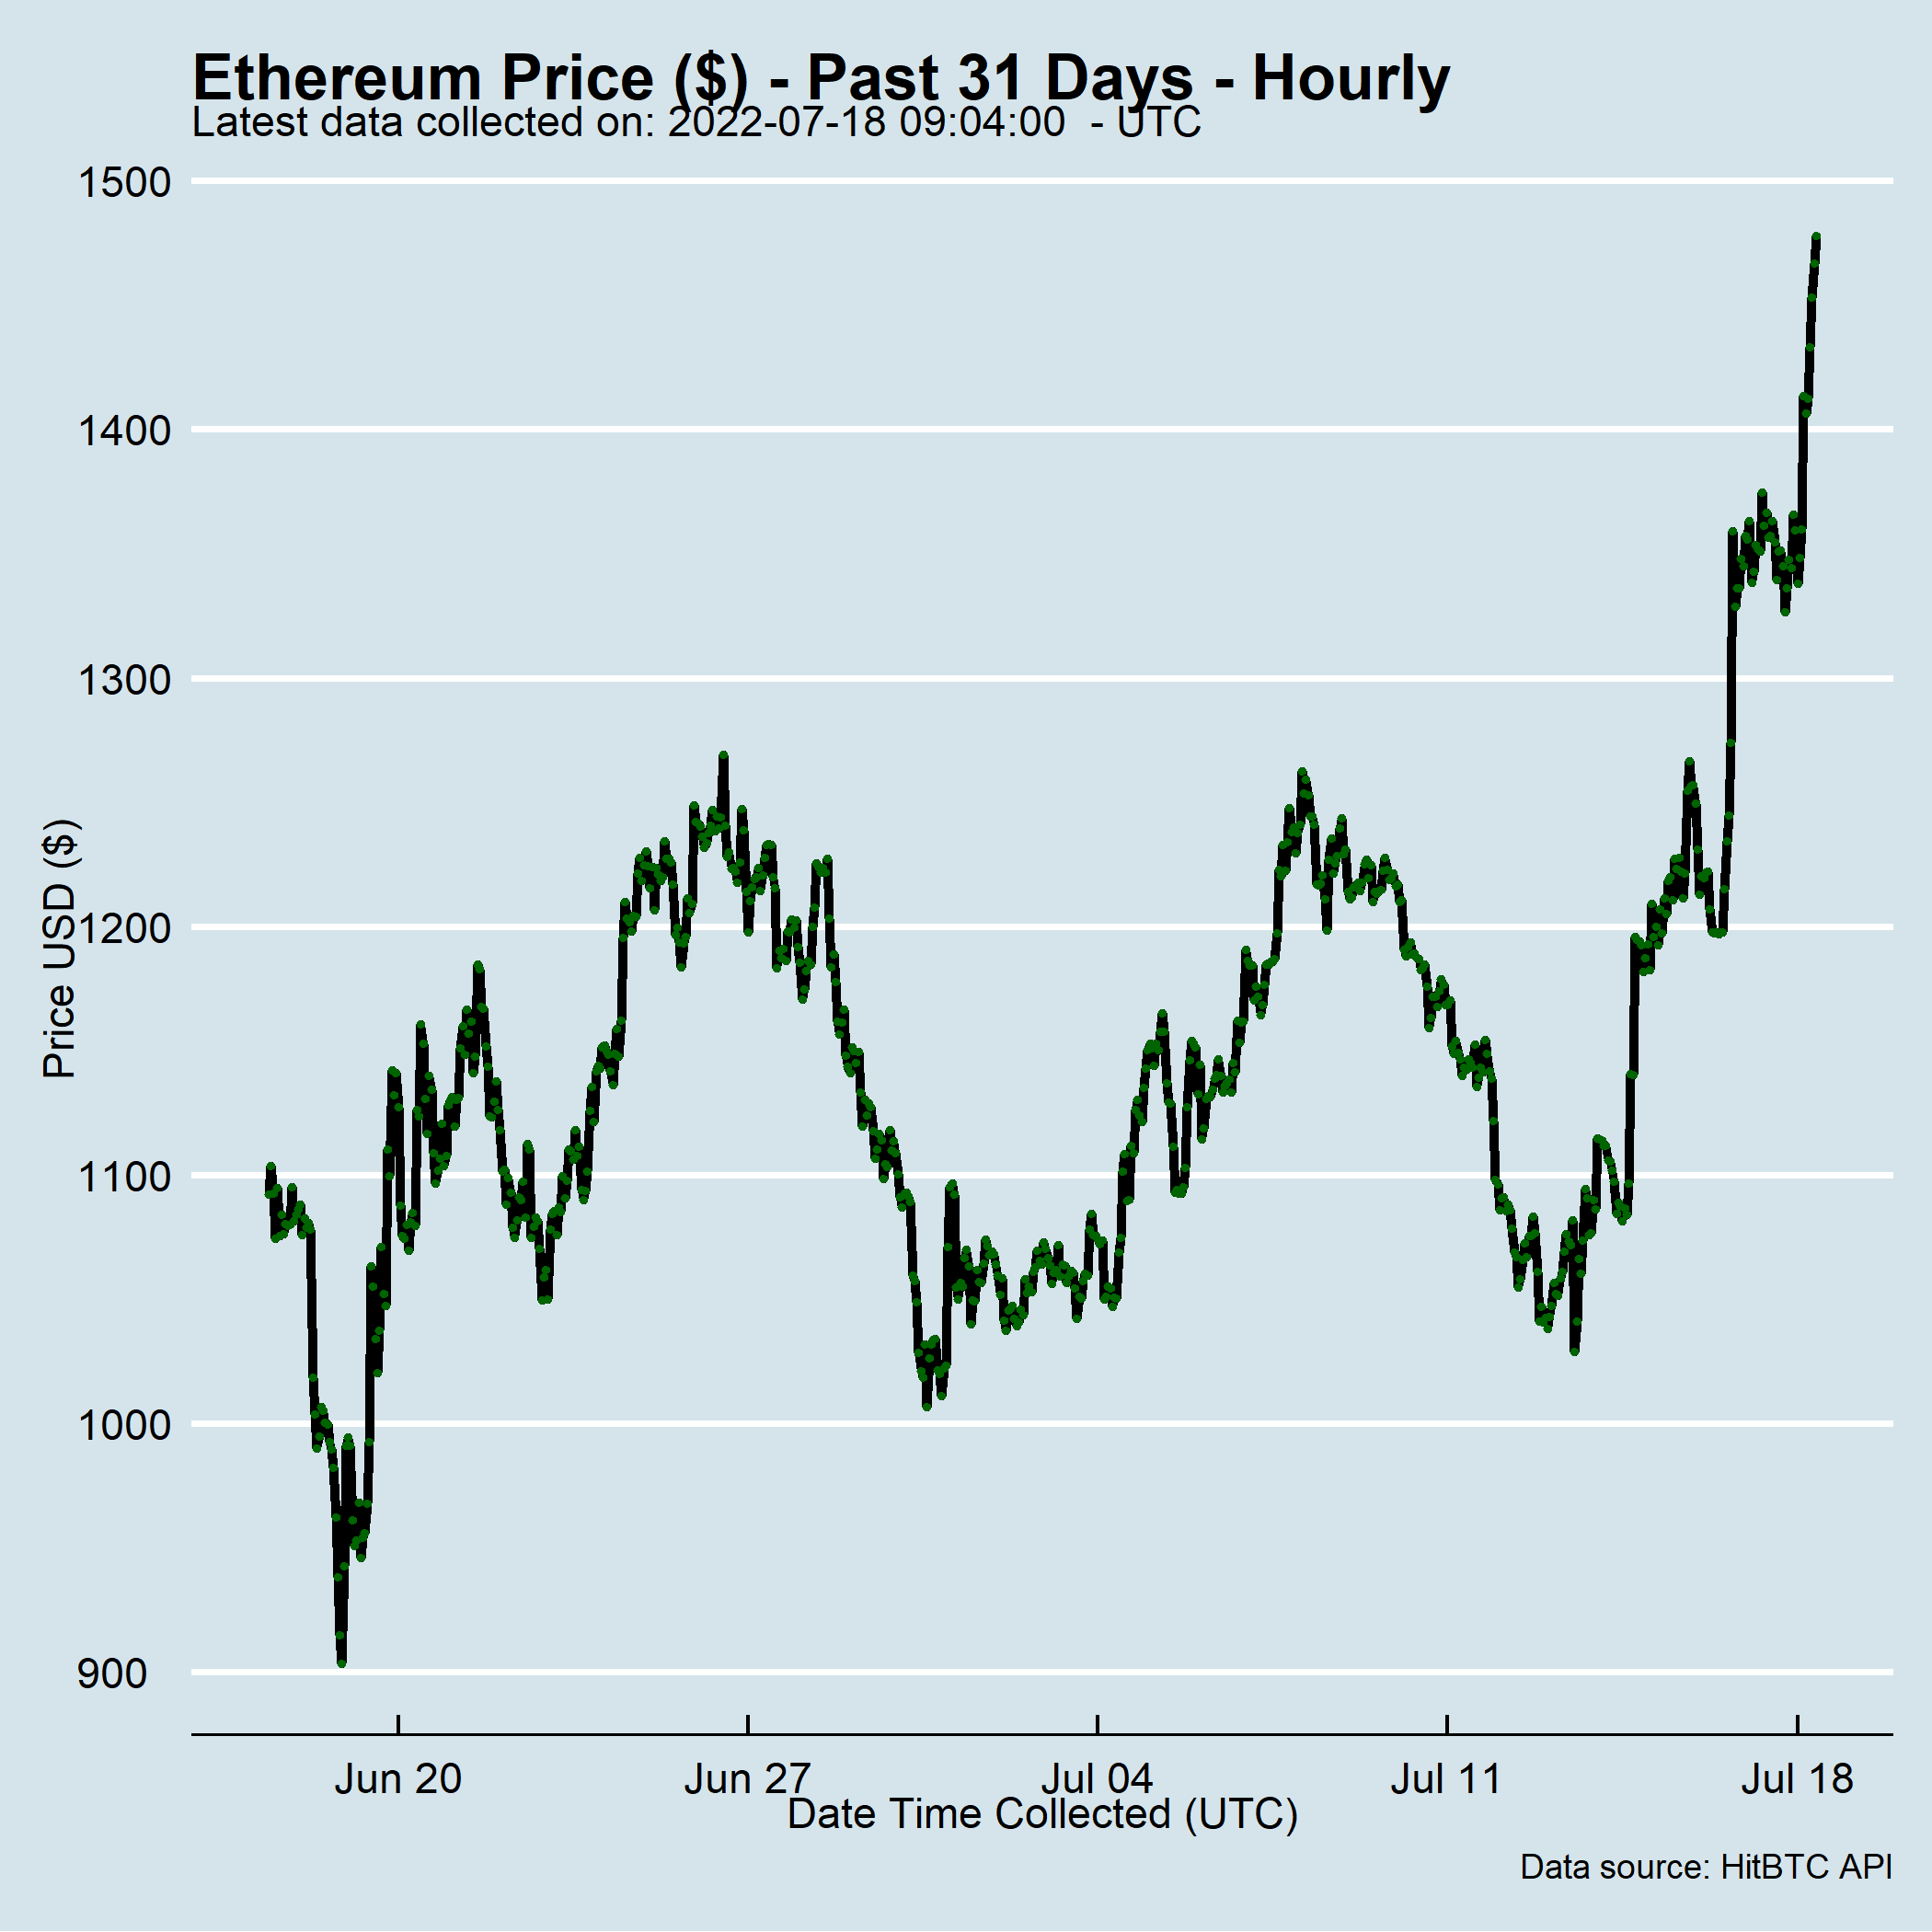 Ethereum Price ($) - Past 31 Days - Hourly
Latest data collected on: 2022-07-18 09:04:00  - UTC
1500
1400
1300
1200
1100
1000
900
Price USD ($)
Jun 20
Jun 27
Jul 04
Jul 11
Jul 18
Date Time Collected (UTC)
Data source: HitBTC API